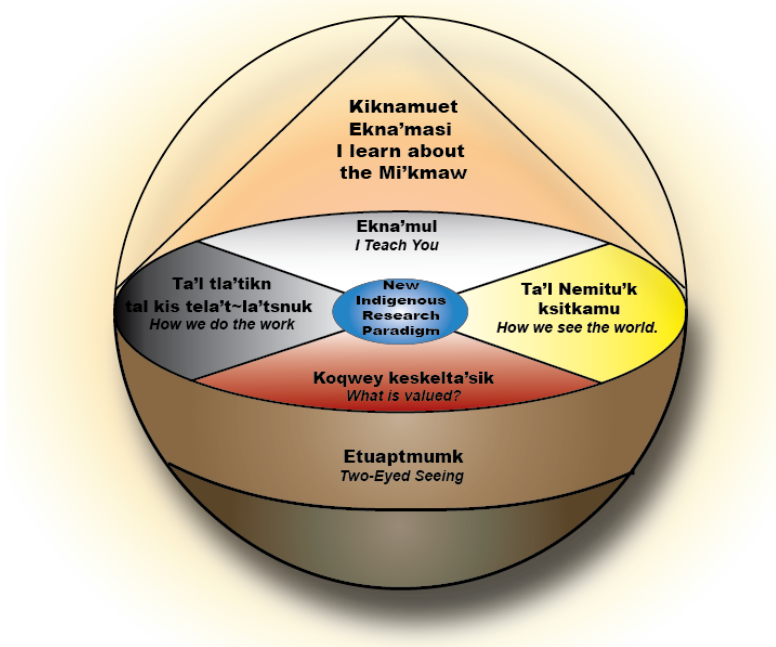 Kiknamuet
Ekna'masi
I learn about
the Mi'kmaw
Ekna'mul
I Teach You
Ta'l tla'tikn
tal kis tela't~la'tsnuk
How we do the work
New
Indigenous
Research
Paradigm
Ta'l Nemitu'k
ksitkamu
How we see the world.
Koqwey keskelta'sik
What is valued?
Etuaptmumk
Two-Eyed Seeing